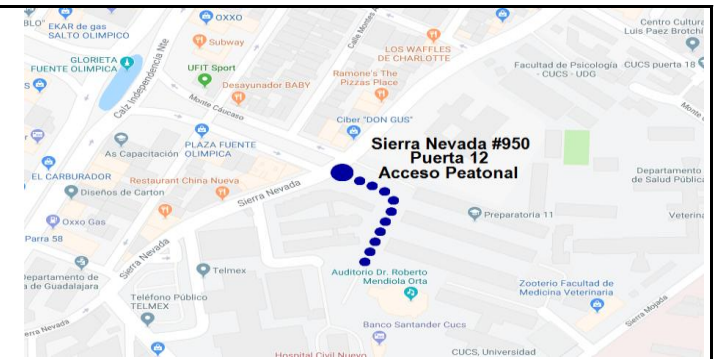 BLO"
EKAR de gas
SALTO OLIMPICO
OXXO
Centro Cultura
Luis Paez Brotchi
Subway
Calle Montes A
GLORIETA
FUENTE OLIMPICA
Calz Independencia Nte
LOS WAFFLES
DE CHARLOTTE
UFIT Sport
Facultad de Psicología
- CUCS - UDG
CUCS puerta 18
S
Desayunador BABY
Ramone's The
Pizzas Place
Monte Cáucaso
Monte
Ciber "DON GUS"
Sierra Nevada #950
Puerta 12
Acceso Peatonal
PLAZA FUENTE
OLIMPICA
As Capacitación
EL CARBURADOR
Restaurant China Nueva
Departamento
de Salud Pública
Diseños de Carton
Sierra Nevada
Oxxo Gas
Preparatoria 11
Veterina
Parra 58
Sierra Nevada
Departamento de
a de Guadalajara
Telmex
Auditorio Dr. Roberto
Mendiola Orta
Zooterio Facultad de
Medicina Veterinaria
Teléfono Público
TELMEX
Sierra Mojada
erra Nevada
Banco Santander Cucs
Hospital Civil Nuevo
CUCS, Universidad